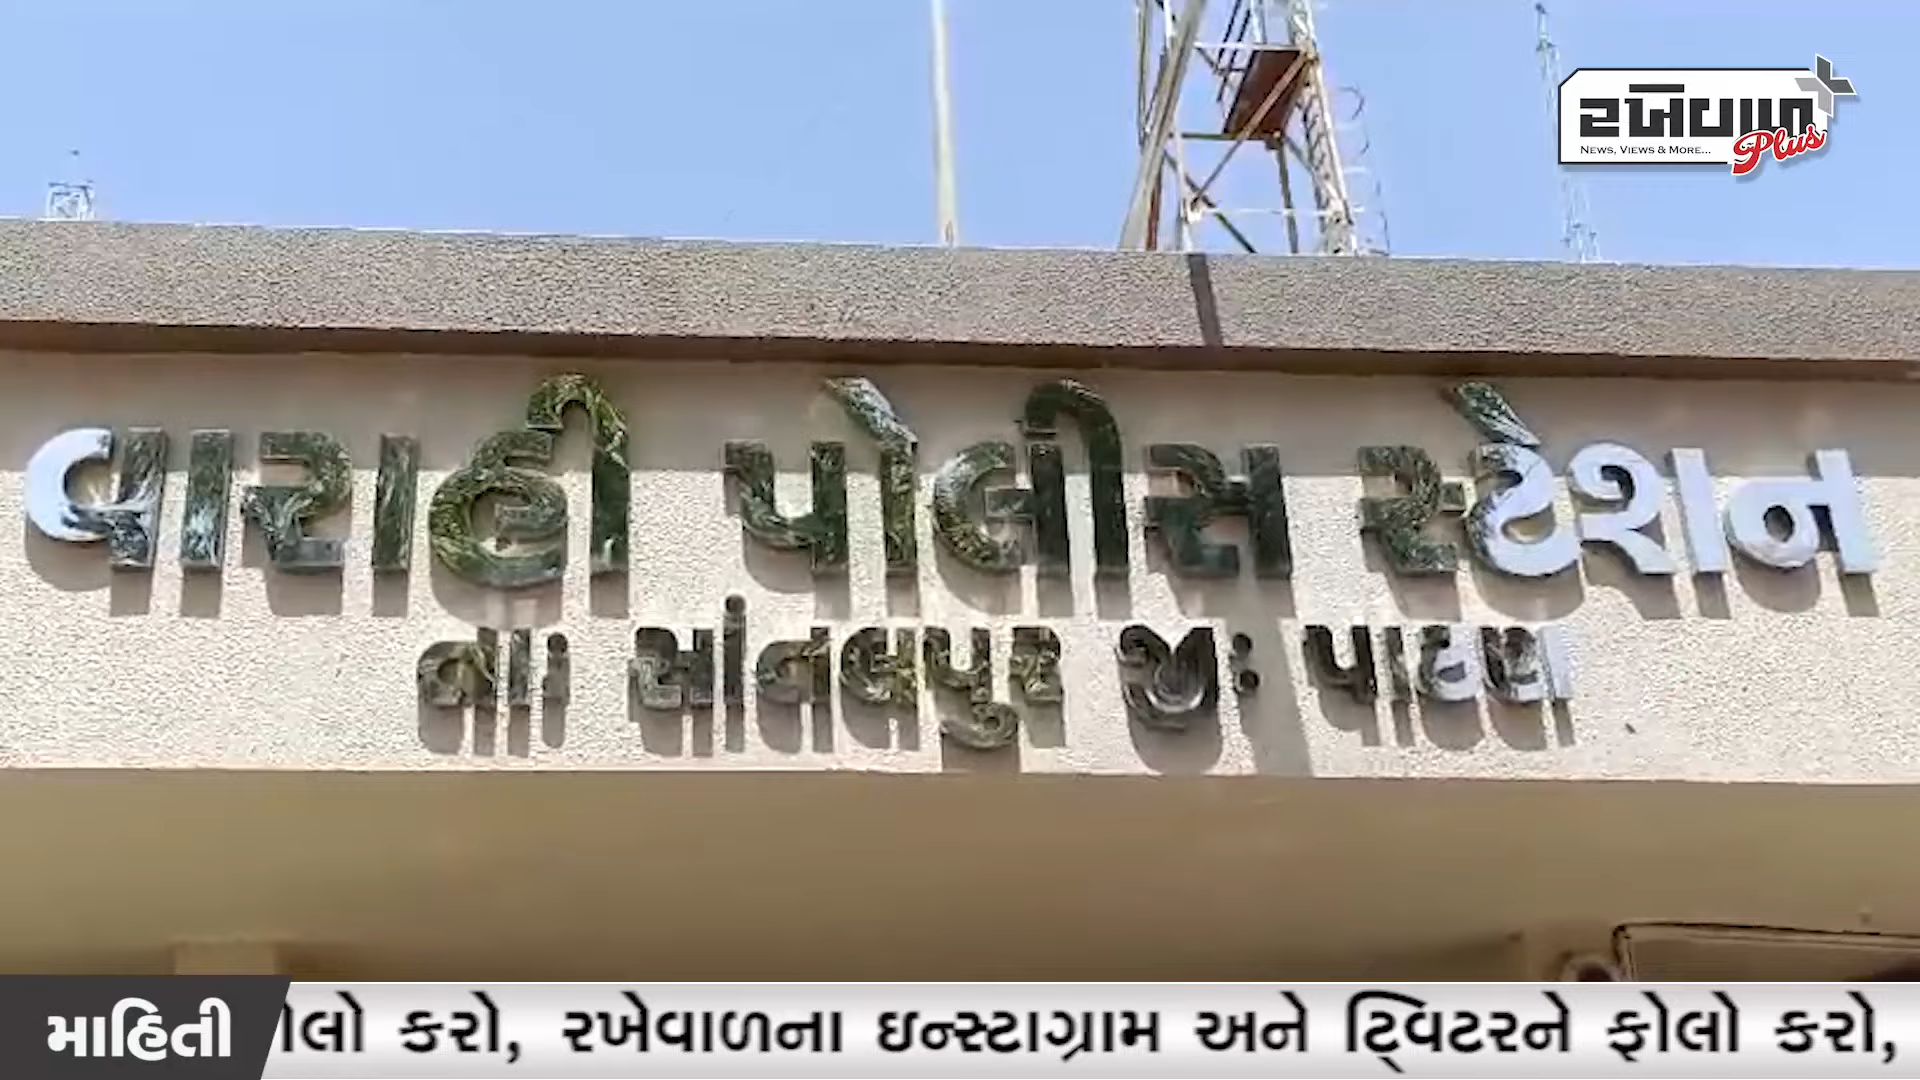 રખેવાળ
Plus
NEWS, VIEWS & MORE...
વારાહી પોલીસ સ્ટેશન
તાઃ સાંતલપુર જીઃ પાટણ
માહિતી
ોલો કરો, રખેવાળના ઇન્સ્ટાગ્રામ અને ટ્વિટરને ફોલો કરો,